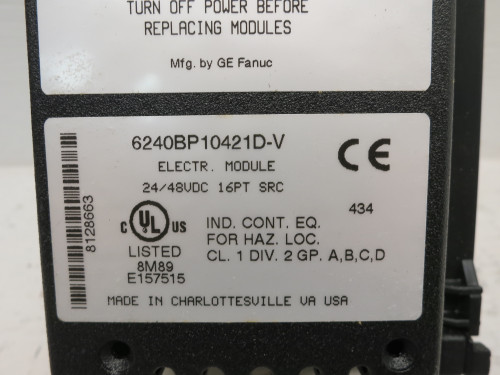 TURN OFF POWER BEFORE
REPLACING MODULES
Mfg. by GE Fanuc
6240BP10421D-V
ELECTR. MODULE
24/48VDC 16PT SRC
CE
434
8128663
C UL US
LISTED
8M89
E157515
IND. CONT. EQ.
FOR HAZ. LOC.
CL. 1 DIV. 2 GP. A,B,C,D
MADE IN CHARLOTTESVILLE VA USA